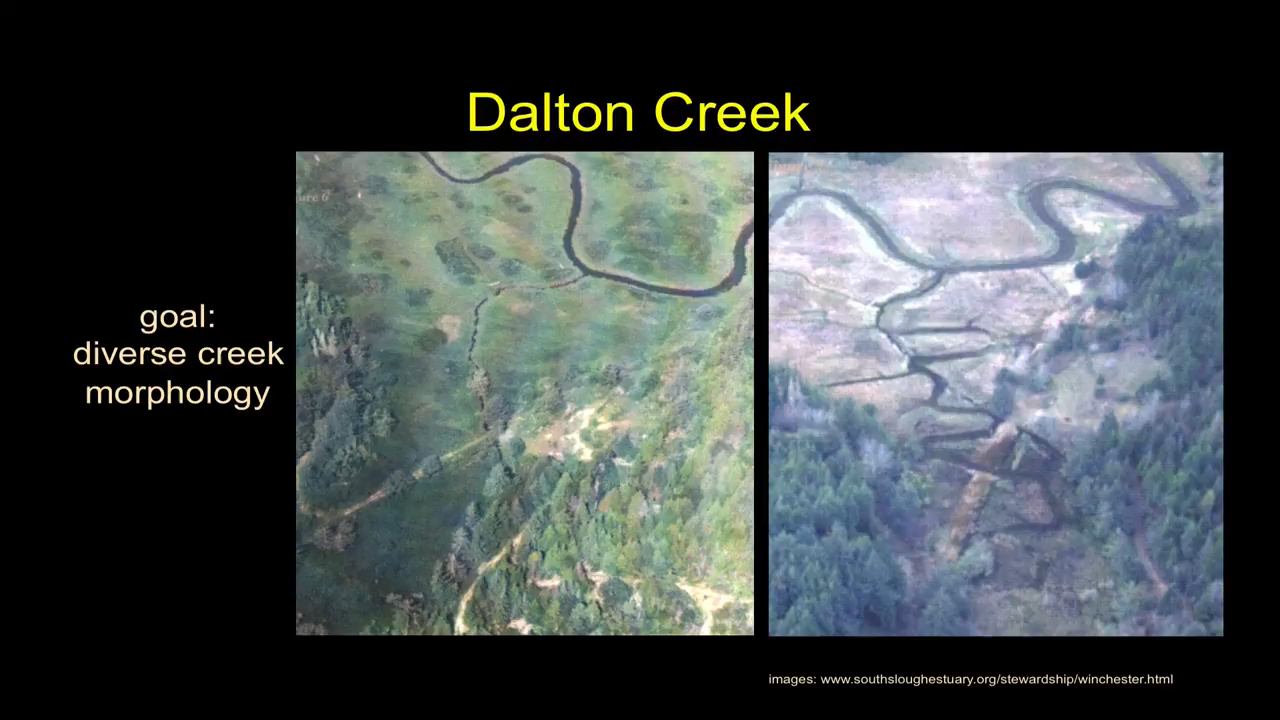 Dalton Creek
goal:
diverse creek
morphology
images: www.southsloughestuary.org/stewardship/winchester.html